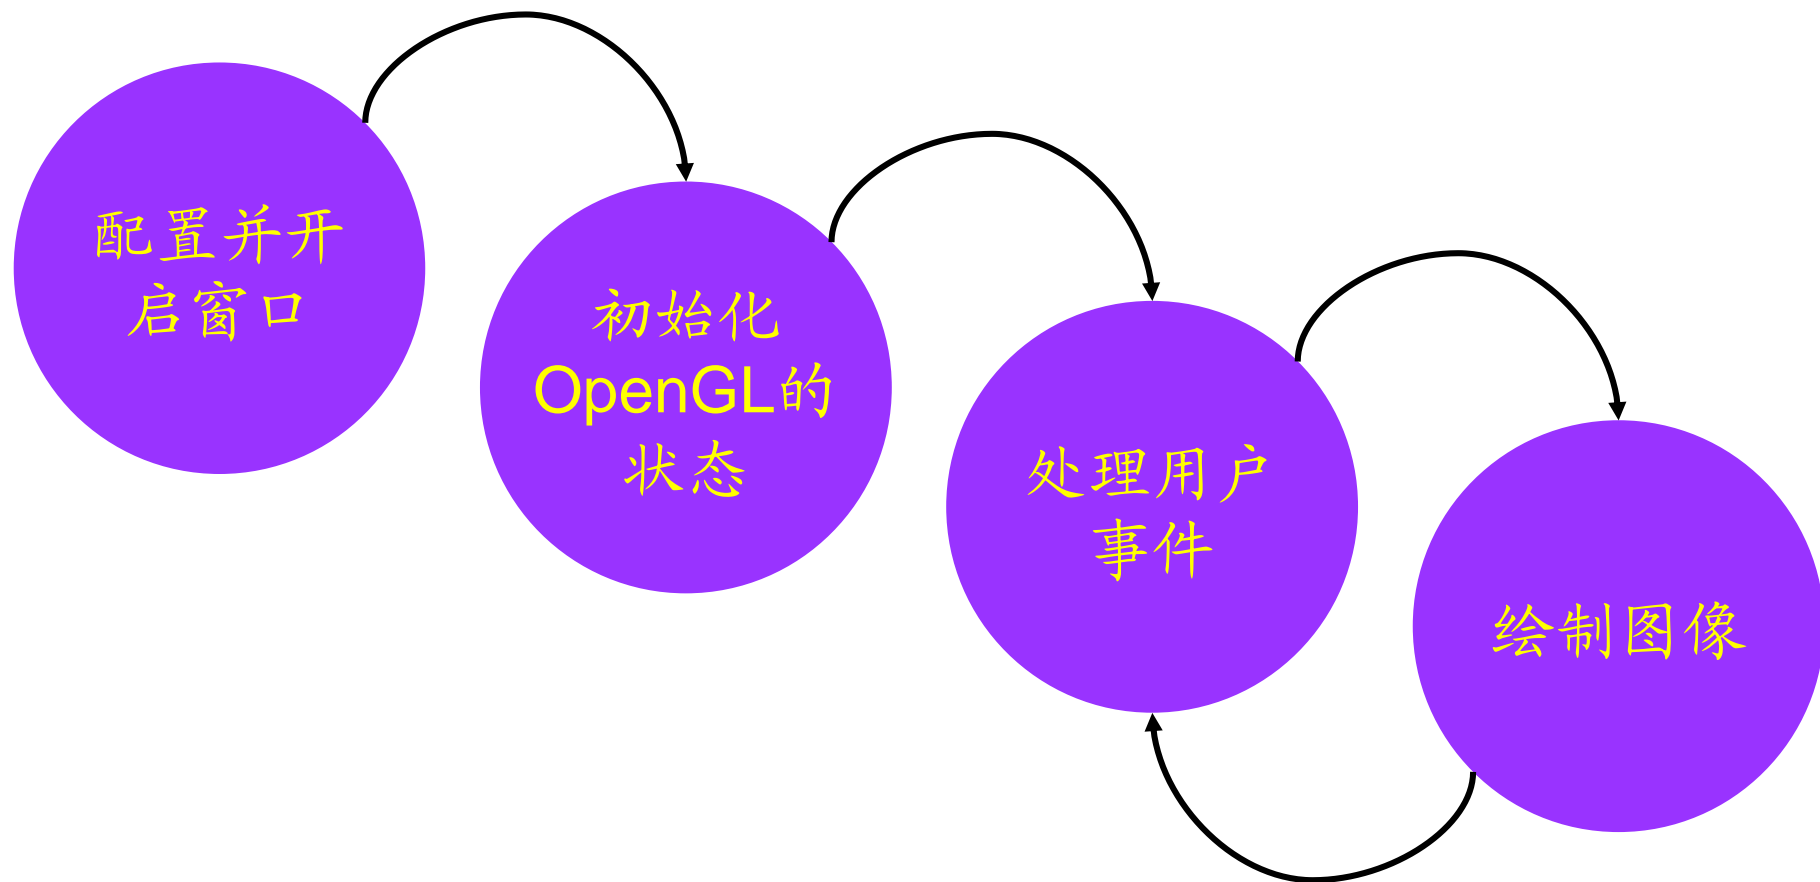 配置并开
启窗口
初始化
OpenGL的
状态
处理用户
事件
绘制图像